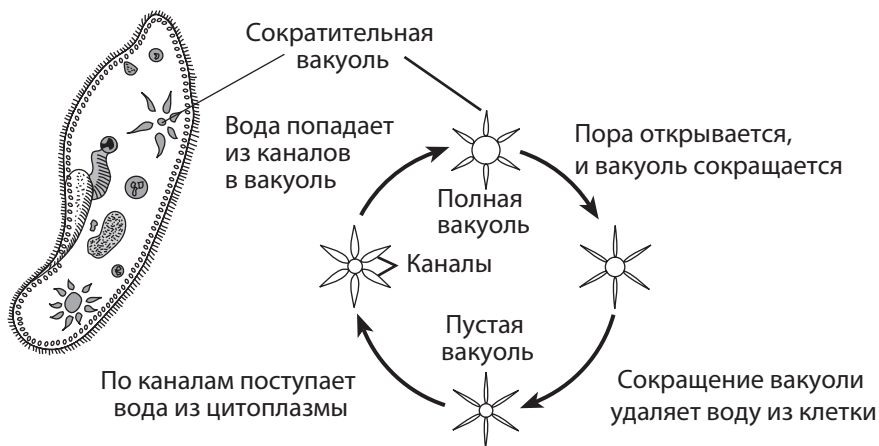 Сократительная
вакуоль
Вода попадает
из каналов
в вакуоль
Пора открывается,
и вакуоль сокращается
Полная
вакуоль
Каналы
Пустая
вакуоль
По каналам поступает
вода из цитоплазмы
Сокращение вакуоли
удаляет воду из клетки